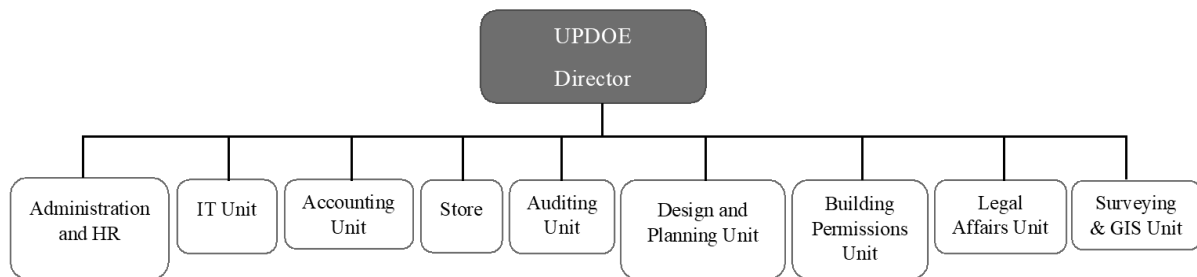 UPDOE
Director
Administration
and HR
IT Unit
Accounting
Unit
Store
Auditing
Unit
Design and
Planning Unit
Building
Permissions
Unit
Legal
Affairs Unit
Surveying
& GIS Unit